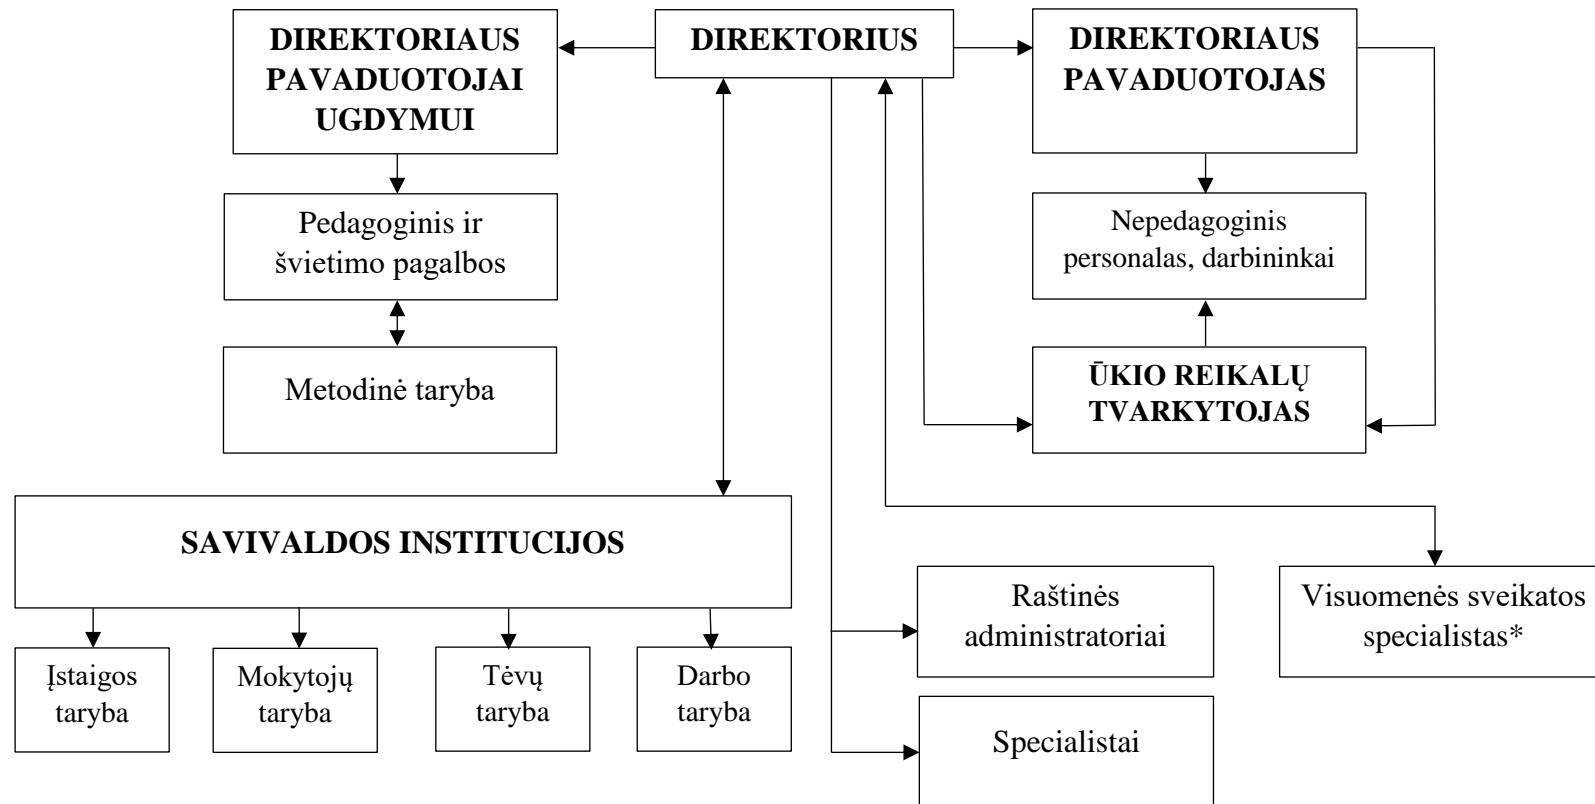 DIREKTORIAUS
PAVADUOTOJAI
UGDYMUI
DIREKTORIUS
DIREKTORIAUS
PAVADUOTOJAS
Pedagoginis ir
švietimo pagalbos
Nepedagoginis
personalas, darbininkai
Metodinė taryba
ŪKIO REIKALŲ
TVARKYTOJAS
SAVIVALDOS INSTITUCIJOS
Raštinės
administratoriai
Visuomenės sveikatos
specialistas*
Įstaigos
taryba
Mokytojų
taryba
Tėvų
taryba
Darbo
taryba
Specialistai